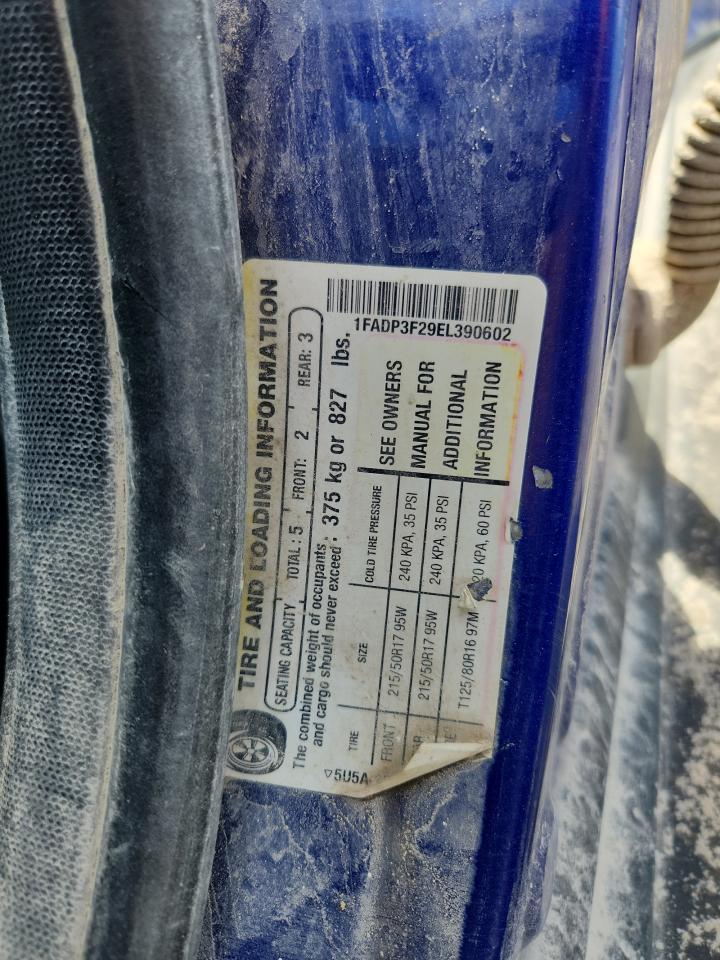 TIRE AND LOADING INFORMATION
SEATING CAPACITY TOTAL: 5 FRONT: 2 REAR: 3
The combined weight of occupants
and cargo should never exceed: 375 kg or 827 lbs.
1FADP3F29EL390602
TIRE SIZE COLD TIRE PRESSURE
FRONT 215/50R17 95W 240 KPA, 35 PSI
215/50R17 95W 240 KPA, 35 PSI
T125/80R16 97M 20 KPA, 60 PSI
SEE OWNERS
MANUAL FOR
ADDITIONAL
INFORMATION
▽5U5A